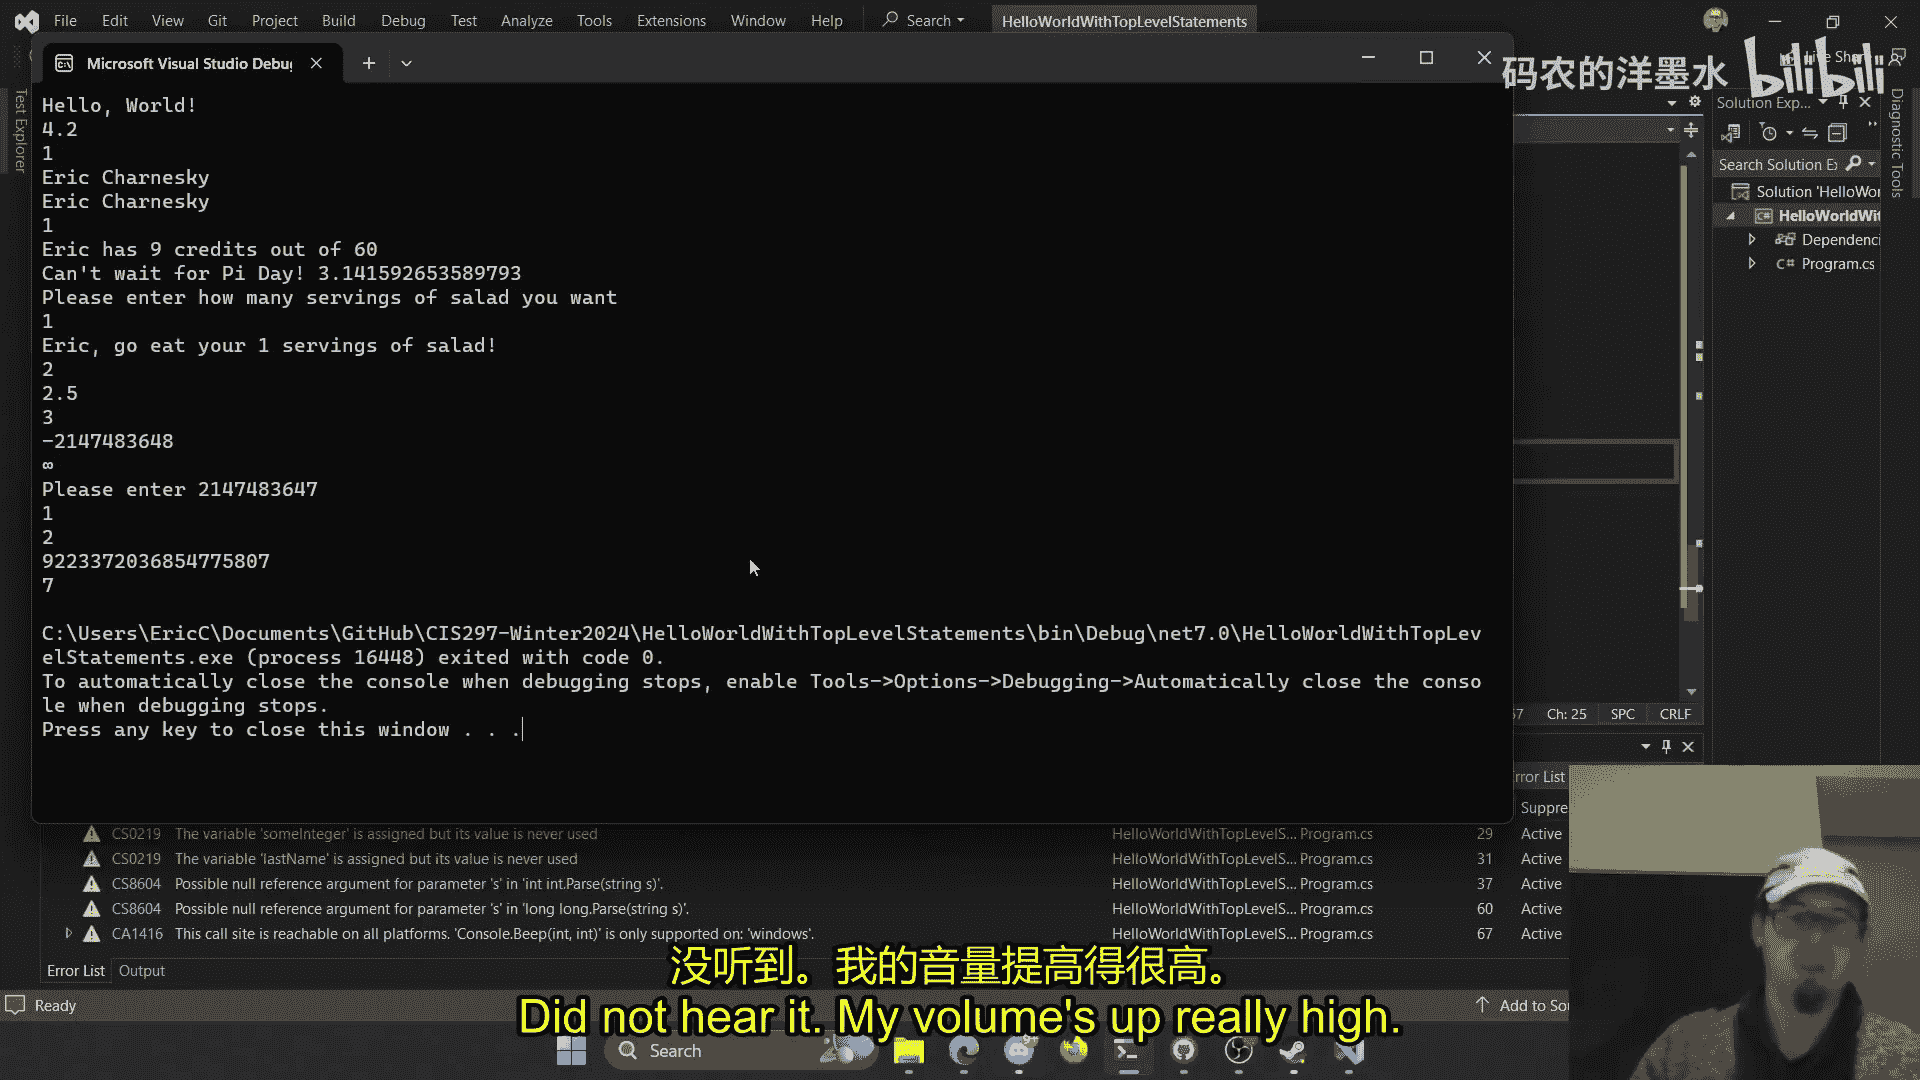 File Edit View Git Project Build Debug Test Analyze Tools Extensions Window Help Search HelloWorldWithTopLevelStatements
Microsoft Visual Studio Debu
码农的洋墨水 bilibili
Live Share
Test Explorer
Hello, World!
4.2
1
Eric Charnesky
Eric Charnesky
1
Eric has 9 credits out of 60
Can't wait for Pi Day! 3.141592653589793
Please enter how many servings of salad you want
1
Eric, go eat your 1 servings of salad!
2
2.5
3
-2147483648
∞
Please enter 2147483647
1
2
9223372036854775807
7
C:\Users\EricC\Documents\GitHub\CIS297-Winter2024\HelloWorldWithTopLevelStatements\bin\Debug\net7.0\HelloWorldWithTopLev
elStatements.exe (process 16448) exited with code 0.
To automatically close the console when debugging stops, enable Tools->Options->Debugging->Automatically close the conso
le when debugging stops.
Press any key to close this window . . .
Solution Exp...
Search Solution E
Solution 'HelloWor
HelloWorldWit
Dependenci
C# Program.cs
Diagnostic Tools
Ch: 25 SPC CRLF
Error List
Suppre
CS0219 The variable 'someInteger' is assigned but its value is never used HelloWorldWithTopLevelS... Program.cs 29 Active
CS0219 The variable 'lastName' is assigned but its value is never used HelloWorldWithTopLevelS... Program.cs 31 Active
CS8604 Possible null reference argument for parameter 's' in 'int int.Parse(string s)'. HelloWorldWithTopLevelS... Program.cs 37 Active
CS8604 Possible null reference argument for parameter 's' in 'long long.Parse(string s)'. HelloWorldWithTopLevelS... Program.cs 60 Active
CA1416 This call site is reachable on all platforms. 'Console.Beep(int, int)' is only supported on: 'windows'. HelloWorldWithTopLevelS... Program.cs 67 Active
Error List Output
没听到。我的音量提高得很高。
Ready
Add to So
Did not hear it. My volume's up really high.
Search